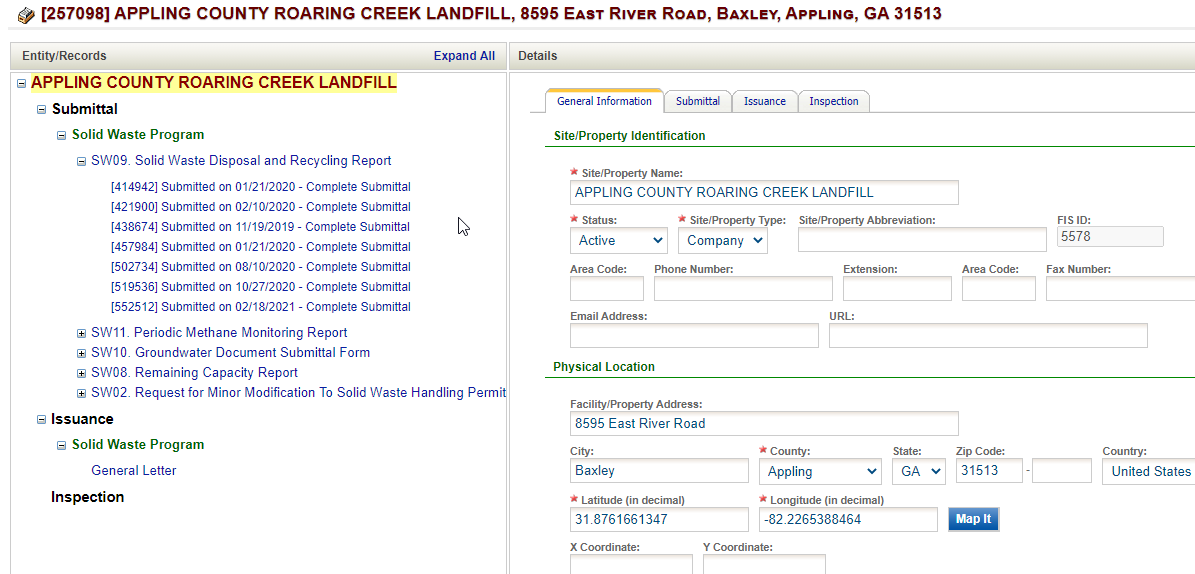 [257098] APPLING COUNTY ROARING CREEK LANDFILL, 8595 EAST RIVER ROAD, BAXLEY, APPLING, GA 31513
Entity/Records
Expand All
APPLING COUNTY ROARING CREEK LANDFILL
Submittal
Solid Waste Program
SW09. Solid Waste Disposal and Recycling Report
[414942] Submitted on 01/21/2020 - Complete Submittal
[421900] Submitted on 02/10/2020 - Complete Submittal
[438674] Submitted on 11/19/2019 - Complete Submittal
[457984] Submitted on 01/21/2020 - Complete Submittal
[502734] Submitted on 08/10/2020 - Complete Submittal
[519536] Submitted on 10/27/2020 - Complete Submittal
[552512] Submitted on 02/18/2021 - Complete Submittal
SW11. Periodic Methane Monitoring Report
SW10. Groundwater Document Submittal Form
SW08. Remaining Capacity Report
SW02. Request for Minor Modification To Solid Waste Handling Permit
Issuance
Solid Waste Program
General Letter
Inspection
Details
General Information Submittal Issuance Inspection
Site/Property Identification
* Site/Property Name:
APPLING COUNTY ROARING CREEK LANDFILL
* Status: * Site/Property Type: Site/Property Abbreviation: FIS ID:
Active Company 5578
Area Code: Phone Number: Extension: Area Code: Fax Number:
Email Address: URL:
Physical Location
Facility/Property Address:
8595 East River Road
City: * County: State: Zip Code: Country:
Baxley Appling GA 31513 - United States
* Latitude (in decimal) * Longitude (in decimal)
31.8761661347 -82.2265388464 Map It
X Coordinate: Y Coordinate: